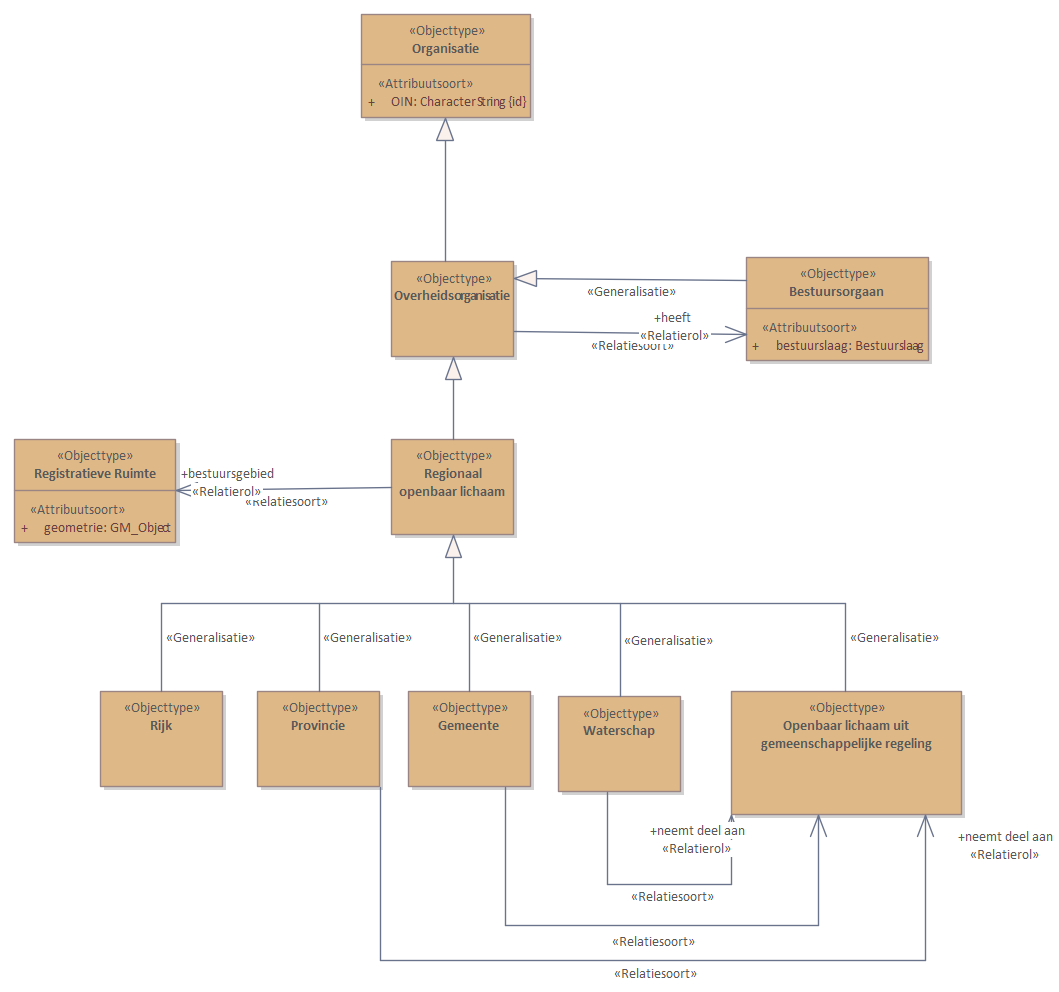 «Objecttype»
Organisatie
«Attribuutsoort»
+ OIN: CharacterString {id}
«Objecttype»
Overheidsorganisatie
«Generalisatie»
«Objecttype»
Bestuursorgaan
«Attribuutsoort»
+ bestuurslaag: Bestuurslaag
+heeft
«Relatierol»
«Relatiesoort»
«Objecttype»
Registratieve Ruimte
«Attribuutsoort»
+ geometrie: GM_Object
+bestuursgebied
«Relatierol»
«Relatiesoort»
«Objecttype»
Regionaal
openbaar lichaam
«Generalisatie»
«Generalisatie»
«Generalisatie»
«Generalisatie»
«Generalisatie»
«Objecttype»
Rijk
«Objecttype»
Provincie
«Objecttype»
Gemeente
«Objecttype»
Waterschap
«Objecttype»
Openbaar lichaam uit
gemeenschappelijke regeling
+neemt deel aan
«Relatierol»
+neemt deel aan
«Relatierol»
«Relatiesoort»
«Relatiesoort»
«Relatiesoort»